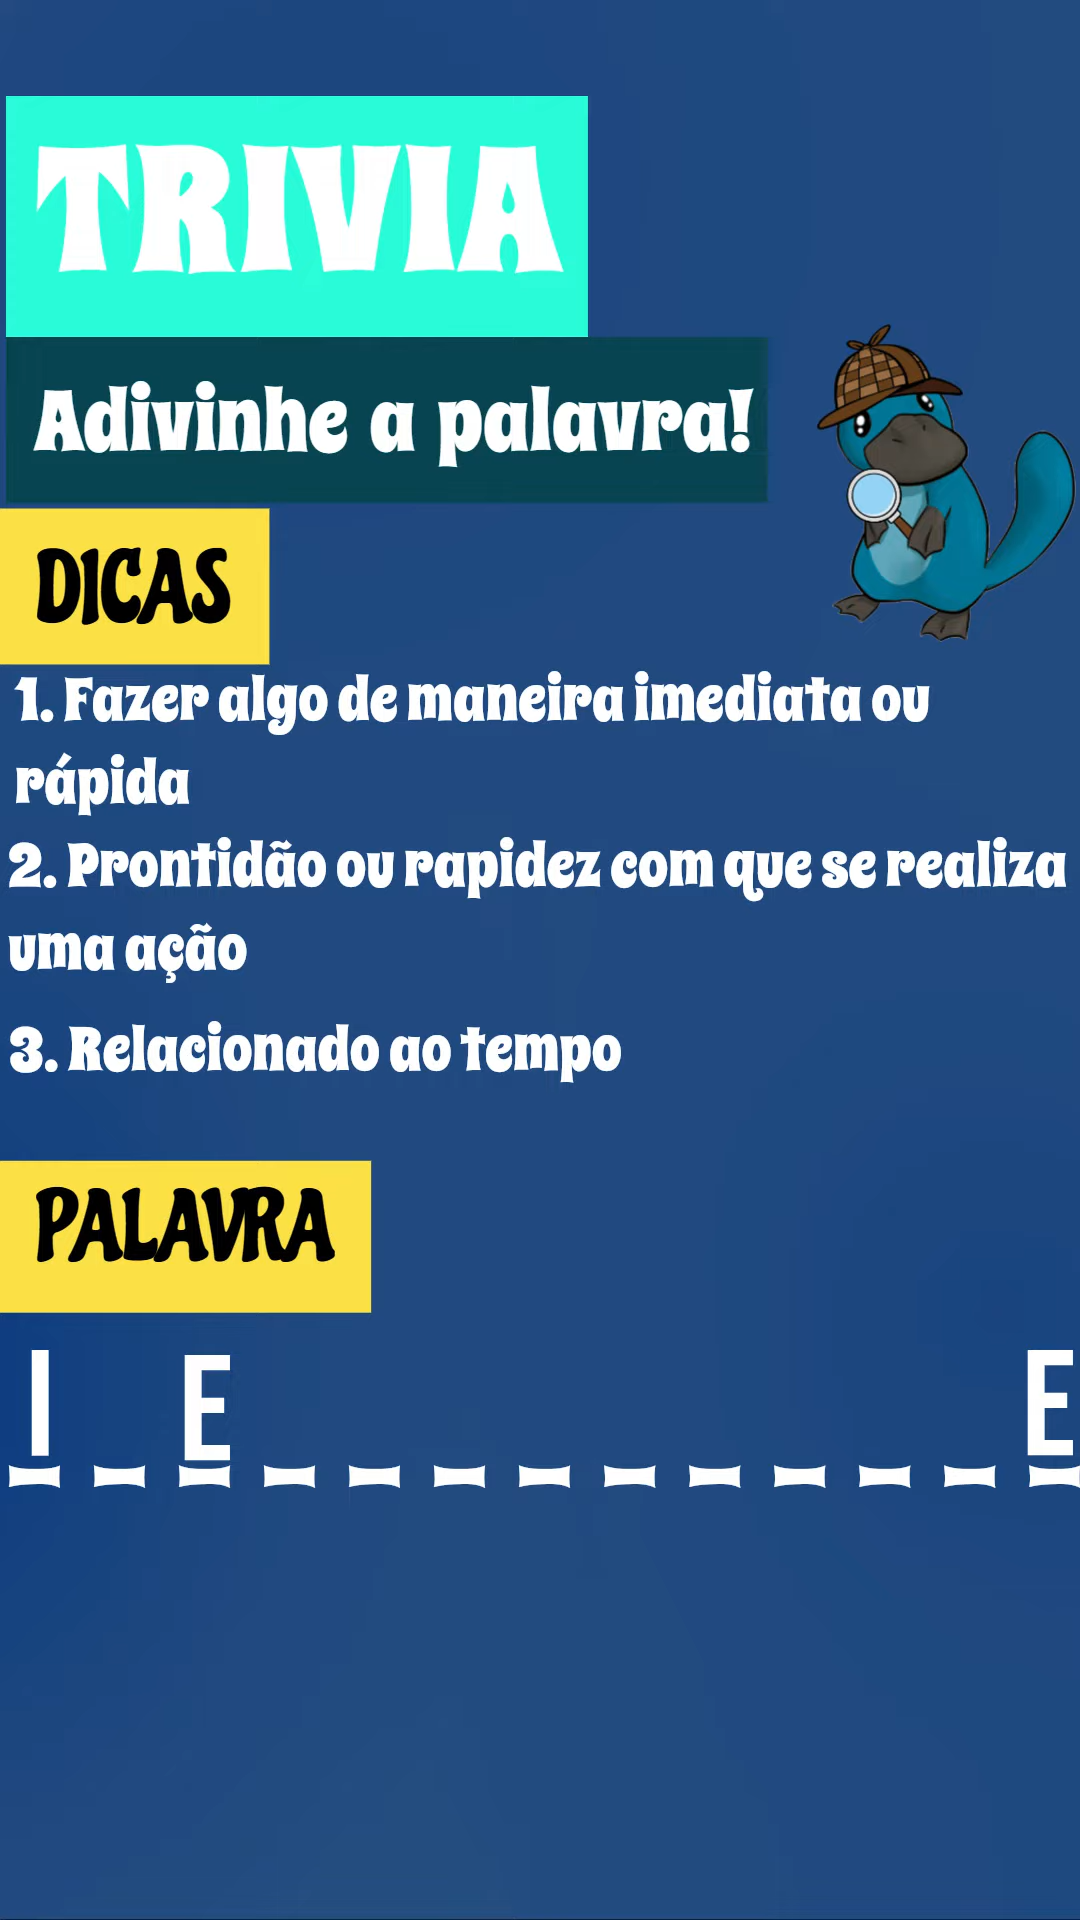 TRIVIA
Adivinhe a palavra!
DICAS
1. Fazer algo de maneira imediata ou
rápida
2. Prontidão ou rapidez com que se realiza
uma ação
3. Relacionado ao tempo
PALAVRA
I _ E _ _ _ _ _ _ _ _ _ E